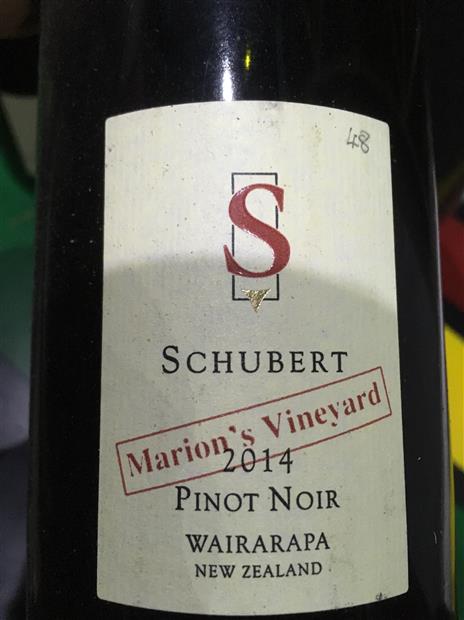 48
S
SCHUBERT
Marion's Vineyard
2014
PINOT NOIR
WAIRARAPA
NEW ZEALAND